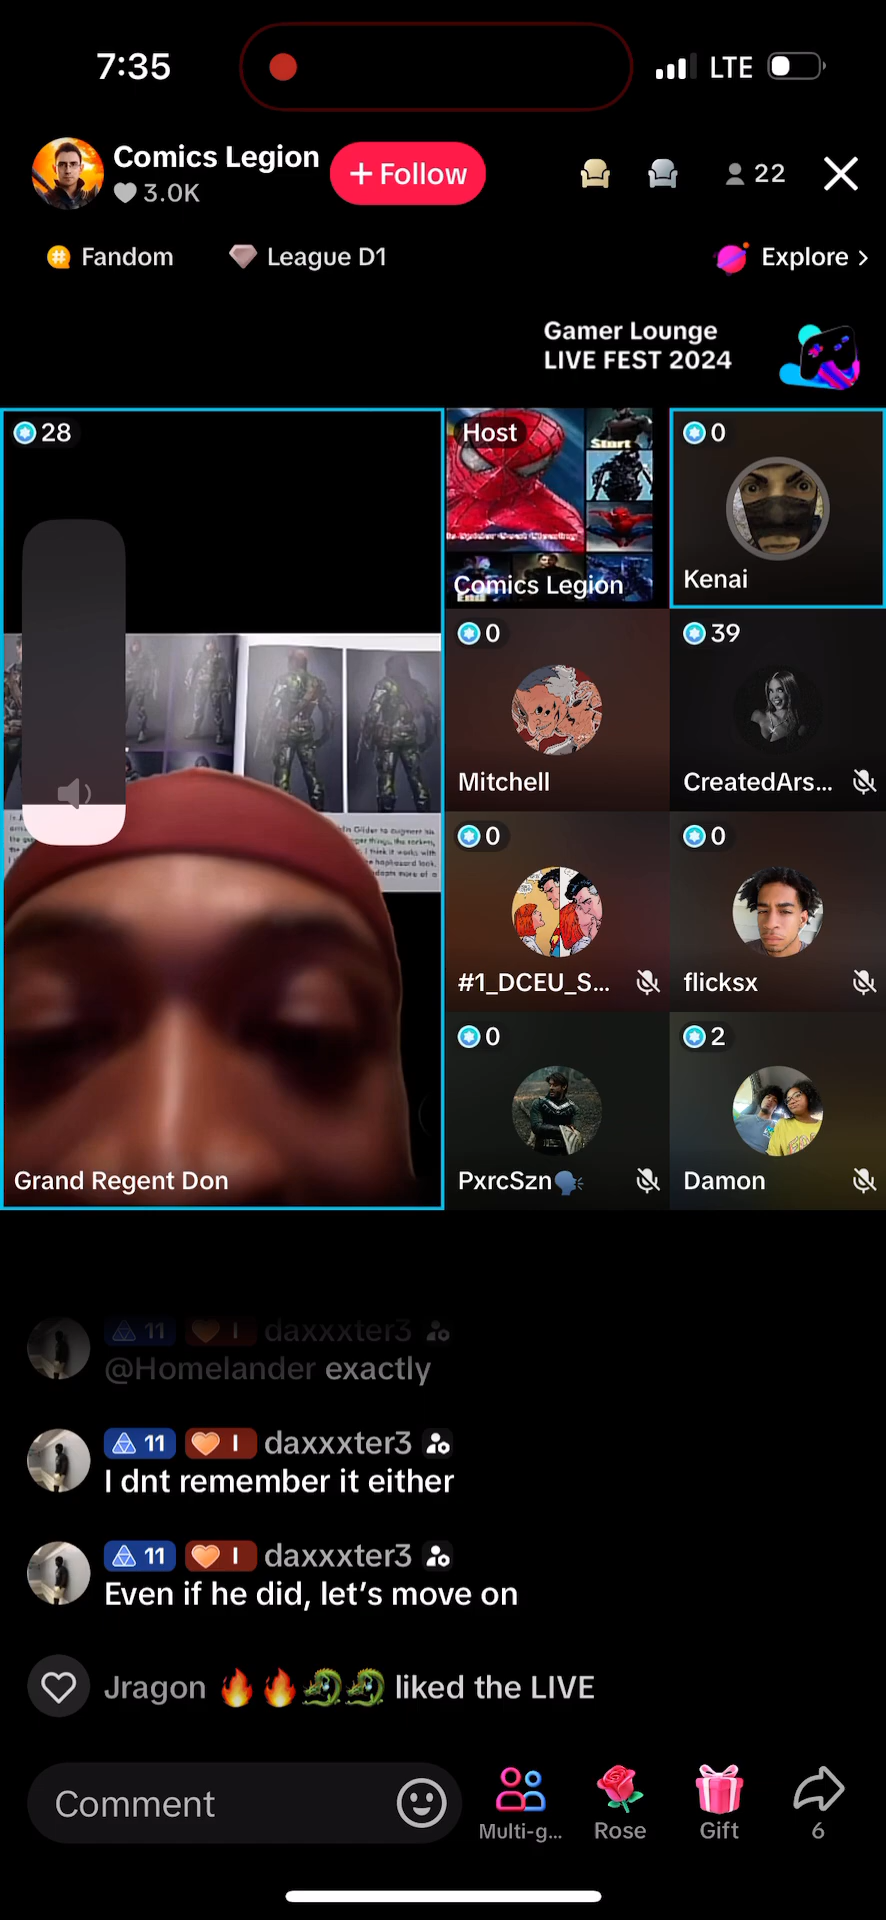 7:35
LTE
Comics Legion
3.0K
+ Follow
22
Fandom
League D1
Explore >
Gamer Lounge
LIVE FEST 2024
28
Grand Regent Don
Host
Start
End
Comics Legion
0
Kenai
0
Mitchell
39
CreatedArs...
0
#1_DCEU_S...
0
flicksx
0
PxrcSzn🗣️
2
Damon
11 I daxxxter3
@Homelander exactly
11 I daxxxter3
I dnt remember it either
11 I daxxxter3
Even if he did, let's move on
Jragon 🔥🔥🐉🐉 liked the LIVE
Comment
Multi-g...
Rose
Gift
6